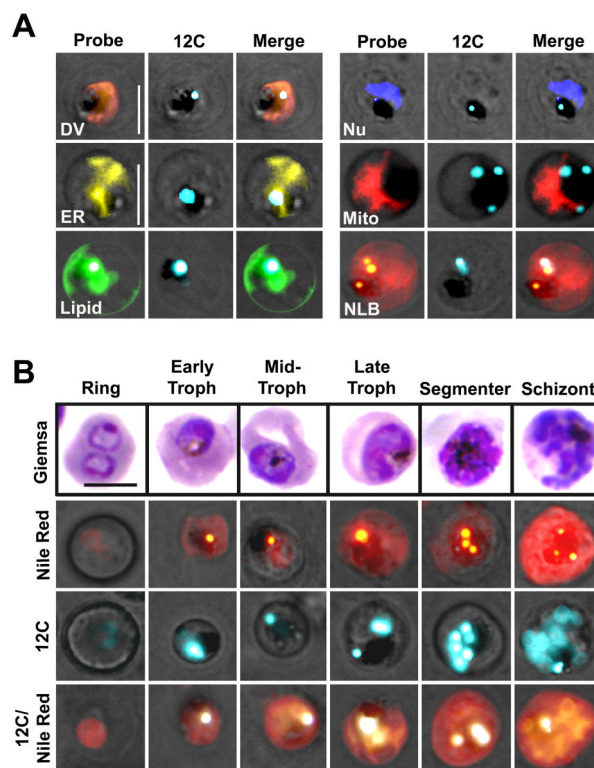 A
Probe 12C Merge Probe 12C Merge
DV Nu
ER Mito
Lipid NLB
B
Ring Early Troph Mid-Troph Late Troph Segmenter Schizont
Giemsa
Nile Red
12C
12C/
Nile Red